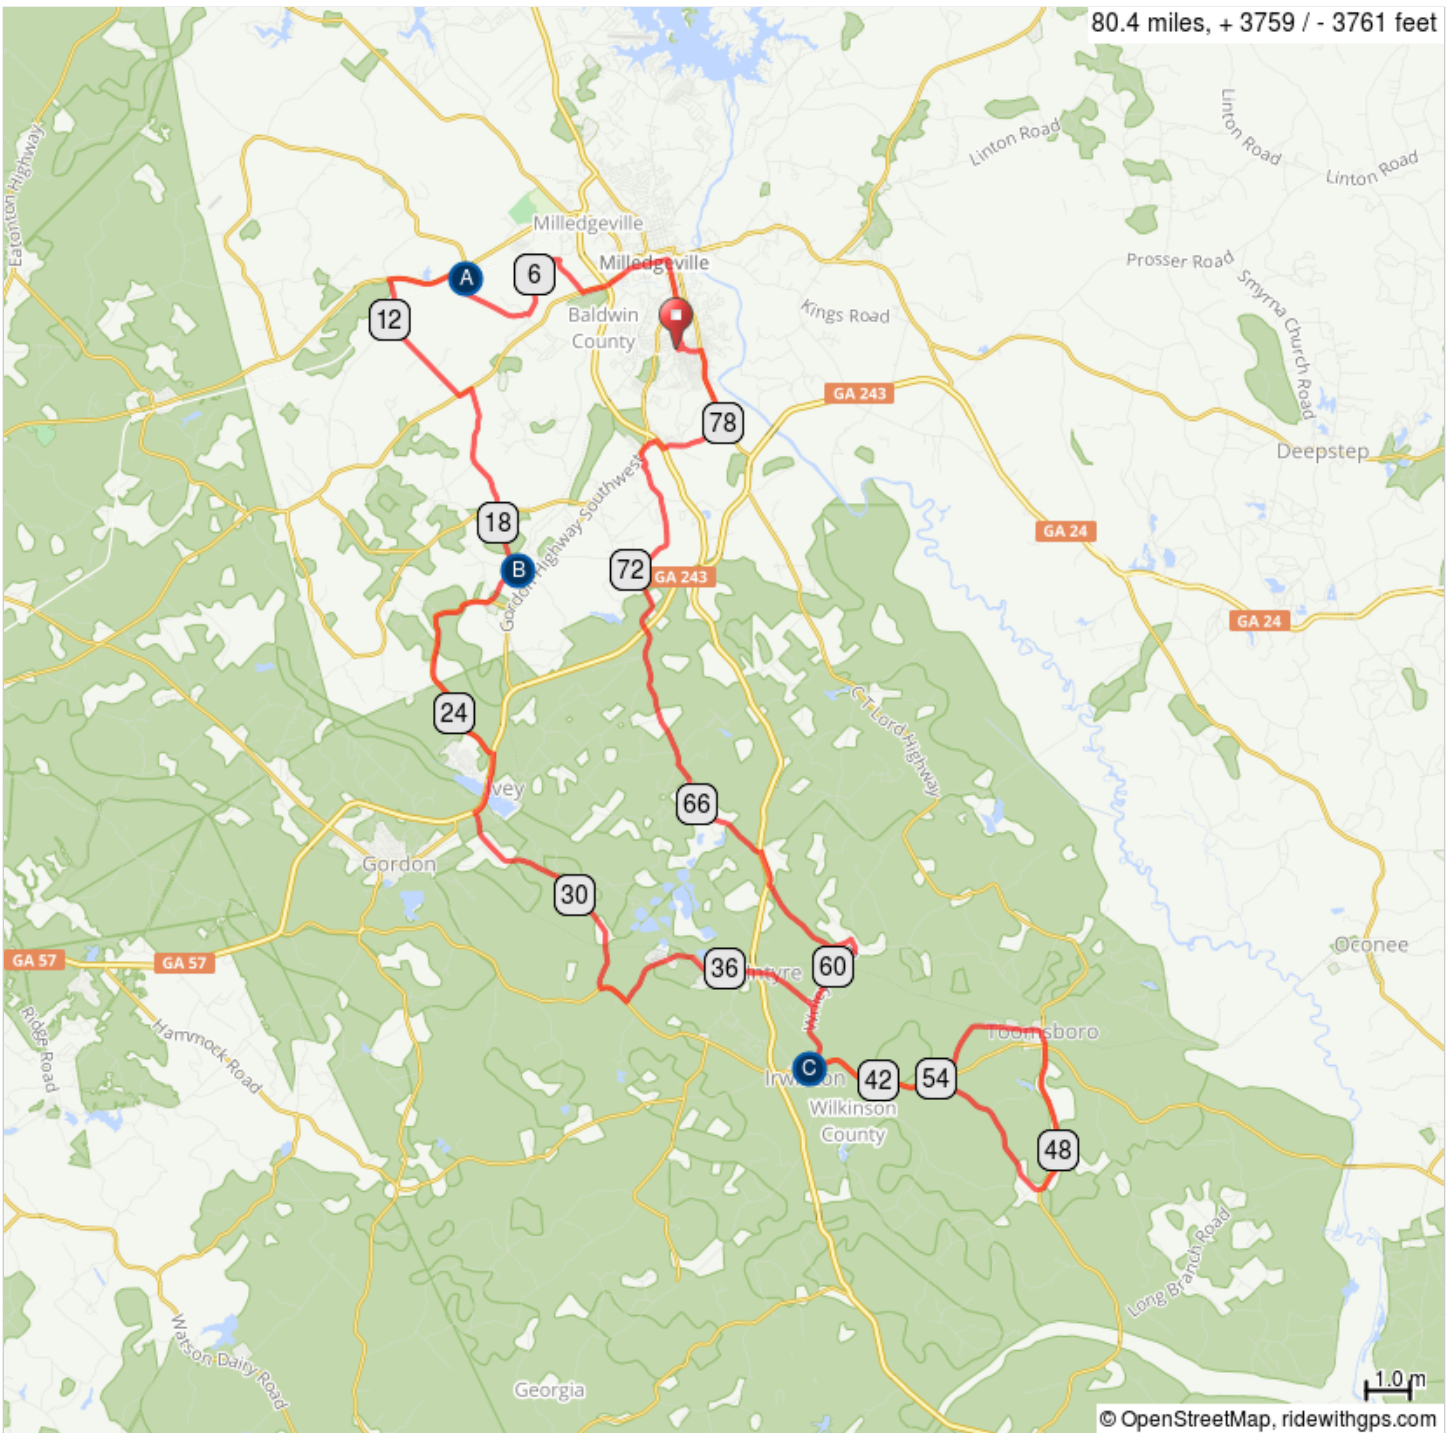 80.4 miles, + 3759 / - 3761 feet
Eatonton Highway
Linton Road
Linton Road
Linton Road
Milledgeville
Milledgeville
Prosser Road
Smyrna Church Road
A
6
12
Baldwin
County
Kings Road
GA 243
78
Deepstep
18
Gordon Highway Southwest
B
72
GA 243
GA 24
GA 24
24
C T Lord Highway
vey
66
Gordon
30
GA 57
GA 57
36
ntyre
60
Oconee
Ridge Road
Hammock Road
Toomsboro
C
42
54
Wilkinson
County
48
Long Branch Road
Watson Dairy Road
Georgia
1.0 m
© OpenStreetMap, ridewithgps.com